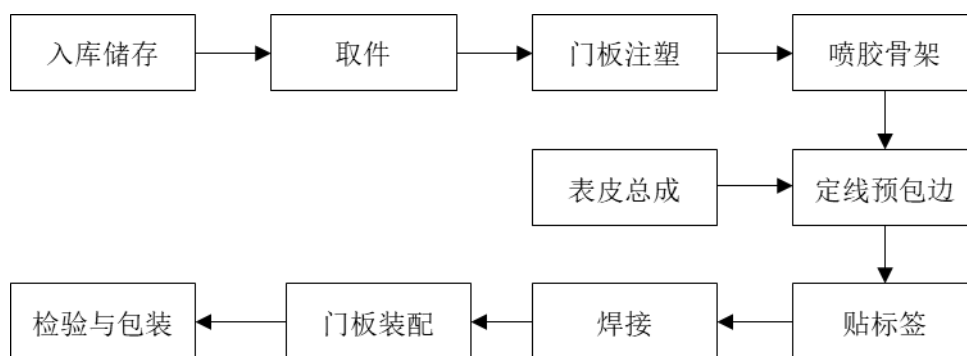 入库储存
取件
门板注塑
喷胶骨架
表皮总成
定线预包边
贴标签
焊接
门板装配
检验与包装